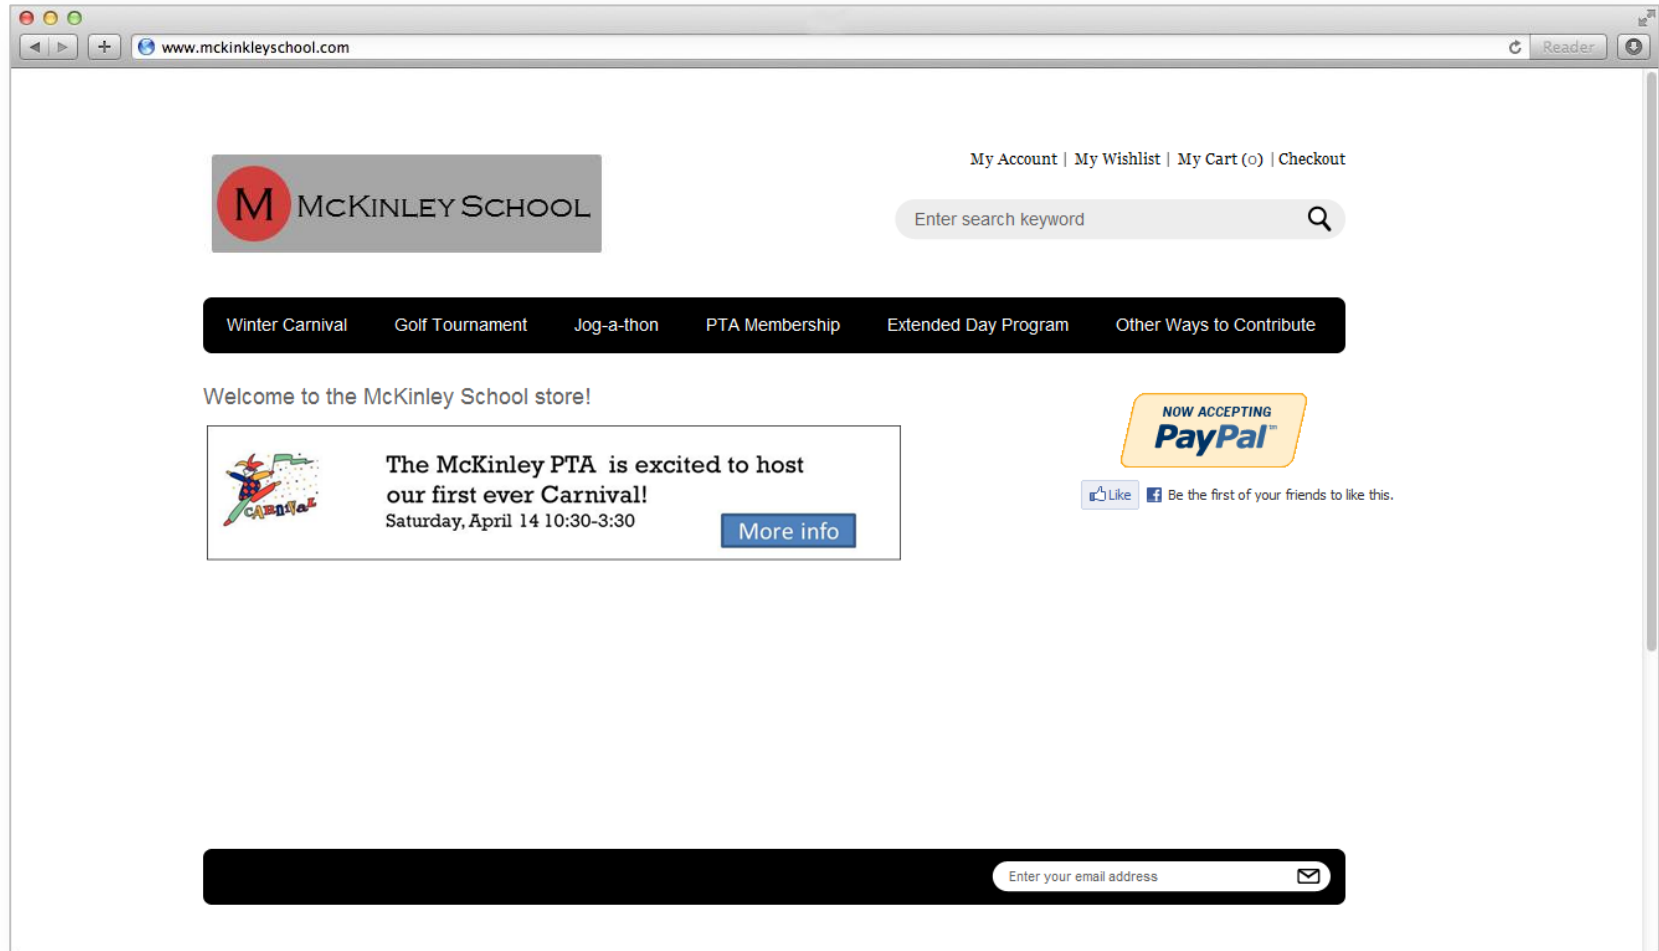 www.mckinkleyschool.com
Reader
My Account | My Wishlist | My Cart (0) | Checkout
M McKinley School
Enter search keyword
Winter Carnival Golf Tournament Jog-a-thon PTA Membership Extended Day Program Other Ways to Contribute
Welcome to the McKinley School store!
CARNIVAL
The McKinley PTA is excited to host
our first ever Carnival!
Saturday, April 14 10:30-3:30
More info
NOW ACCEPTING
PayPal™
Like
Be the first of your friends to like this.
Enter your email address